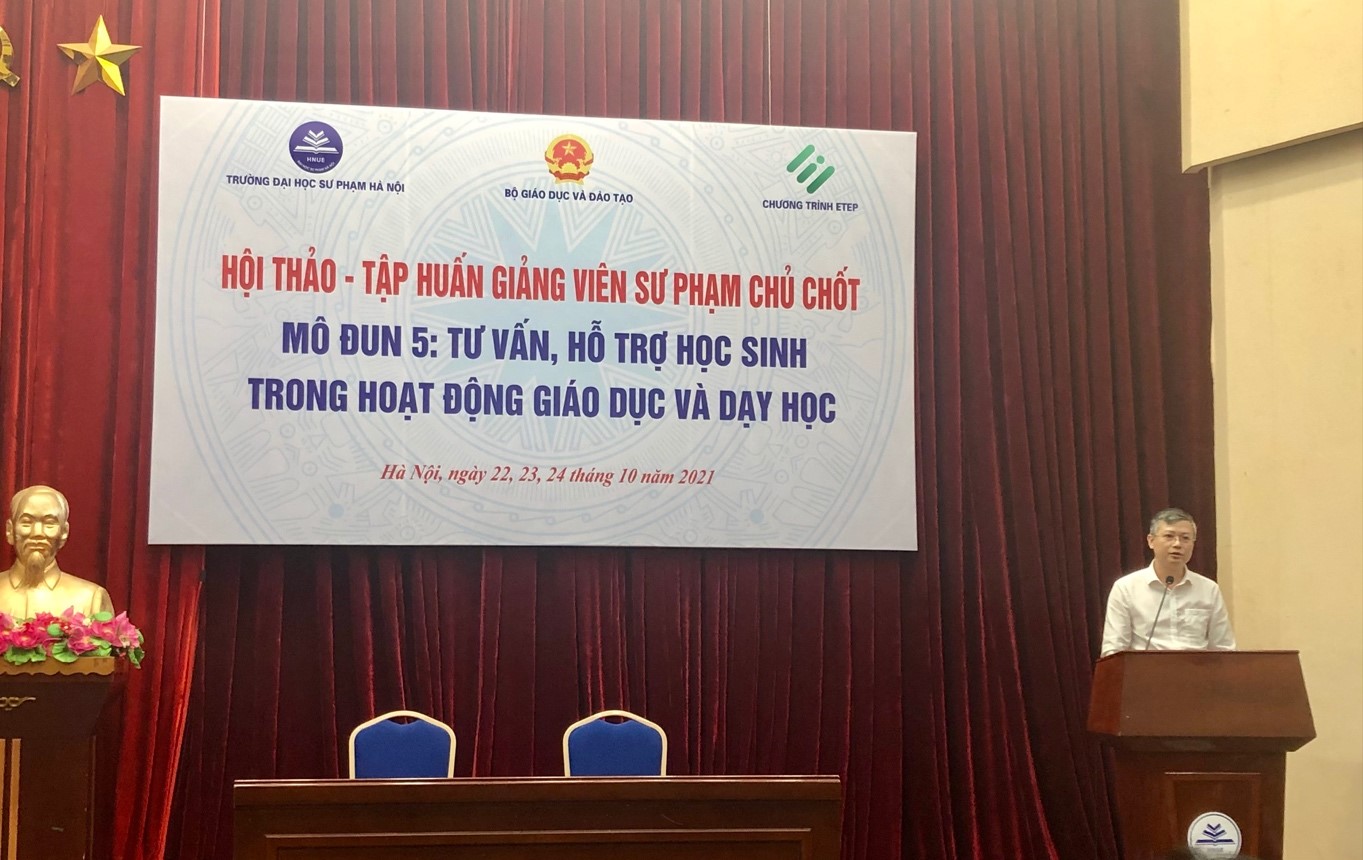 HNUE
TRƯỜNG ĐẠI HỌC SƯ PHẠM HÀ NỘI
BỘ GIÁO DỤC VÀ ĐÀO TẠO
CHƯƠNG TRÌNH ETEP
HỘI THẢO - TẬP HUẤN GIẢNG VIÊN SƯ PHẠM CHỦ CHỐT
MÔ ĐUN 5: TƯ VẤN, HỖ TRỢ HỌC SINH
TRONG HOẠT ĐỘNG GIÁO DỤC VÀ DẠY HỌC
Hà Nội, ngày 22, 23, 24 tháng 10 năm 2021